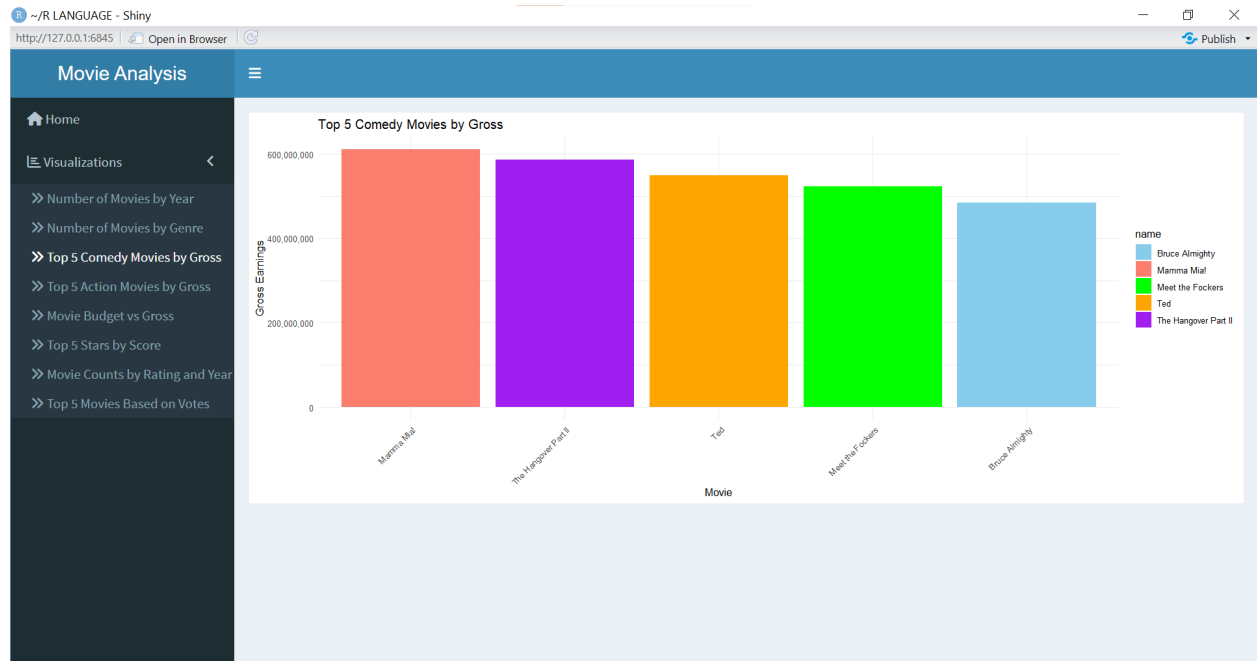 ~/R LANGUAGE - Shiny
http://127.0.0.1:6845
Open in Browser
Publish
Movie Analysis
Home
Visualizations
Number of Movies by Year
Number of Movies by Genre
Top 5 Comedy Movies by Gross
Top 5 Action Movies by Gross
Movie Budget vs Gross
Top 5 Stars by Score
Movie Counts by Rating and Year
Top 5 Movies Based on Votes
Top 5 Comedy Movies by Gross
Gross Earnings
600,000,000
400,000,000
200,000,000
0
Mamma Mia!
The Hangover Part II
Ted
Meet the Fockers
Bruce Almighty
Movie
name
Bruce Almighty
Mamma Mia!
Meet the Fockers
Ted
The Hangover Part II